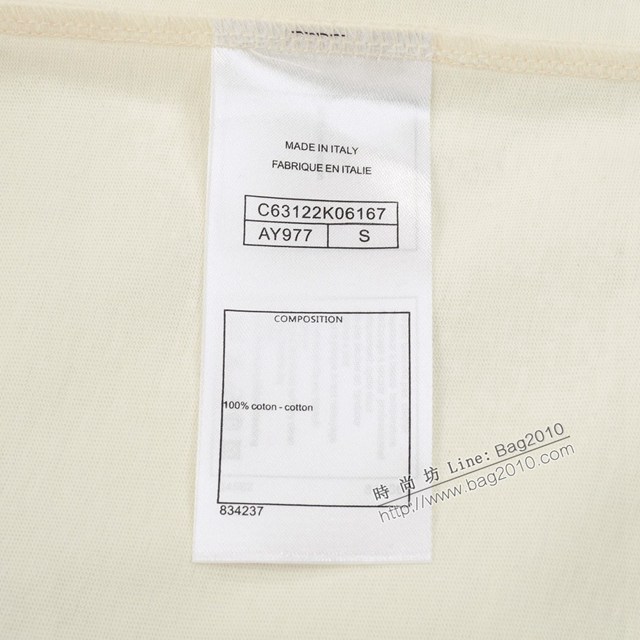 MADE IN ITALY
FABRIQUE EN ITALIE
C63122K06167
AY977 S
COMPOSITION
100% coton - cotton
834237
時尚坊 Line: Bag2010
http://www.bag2010.com